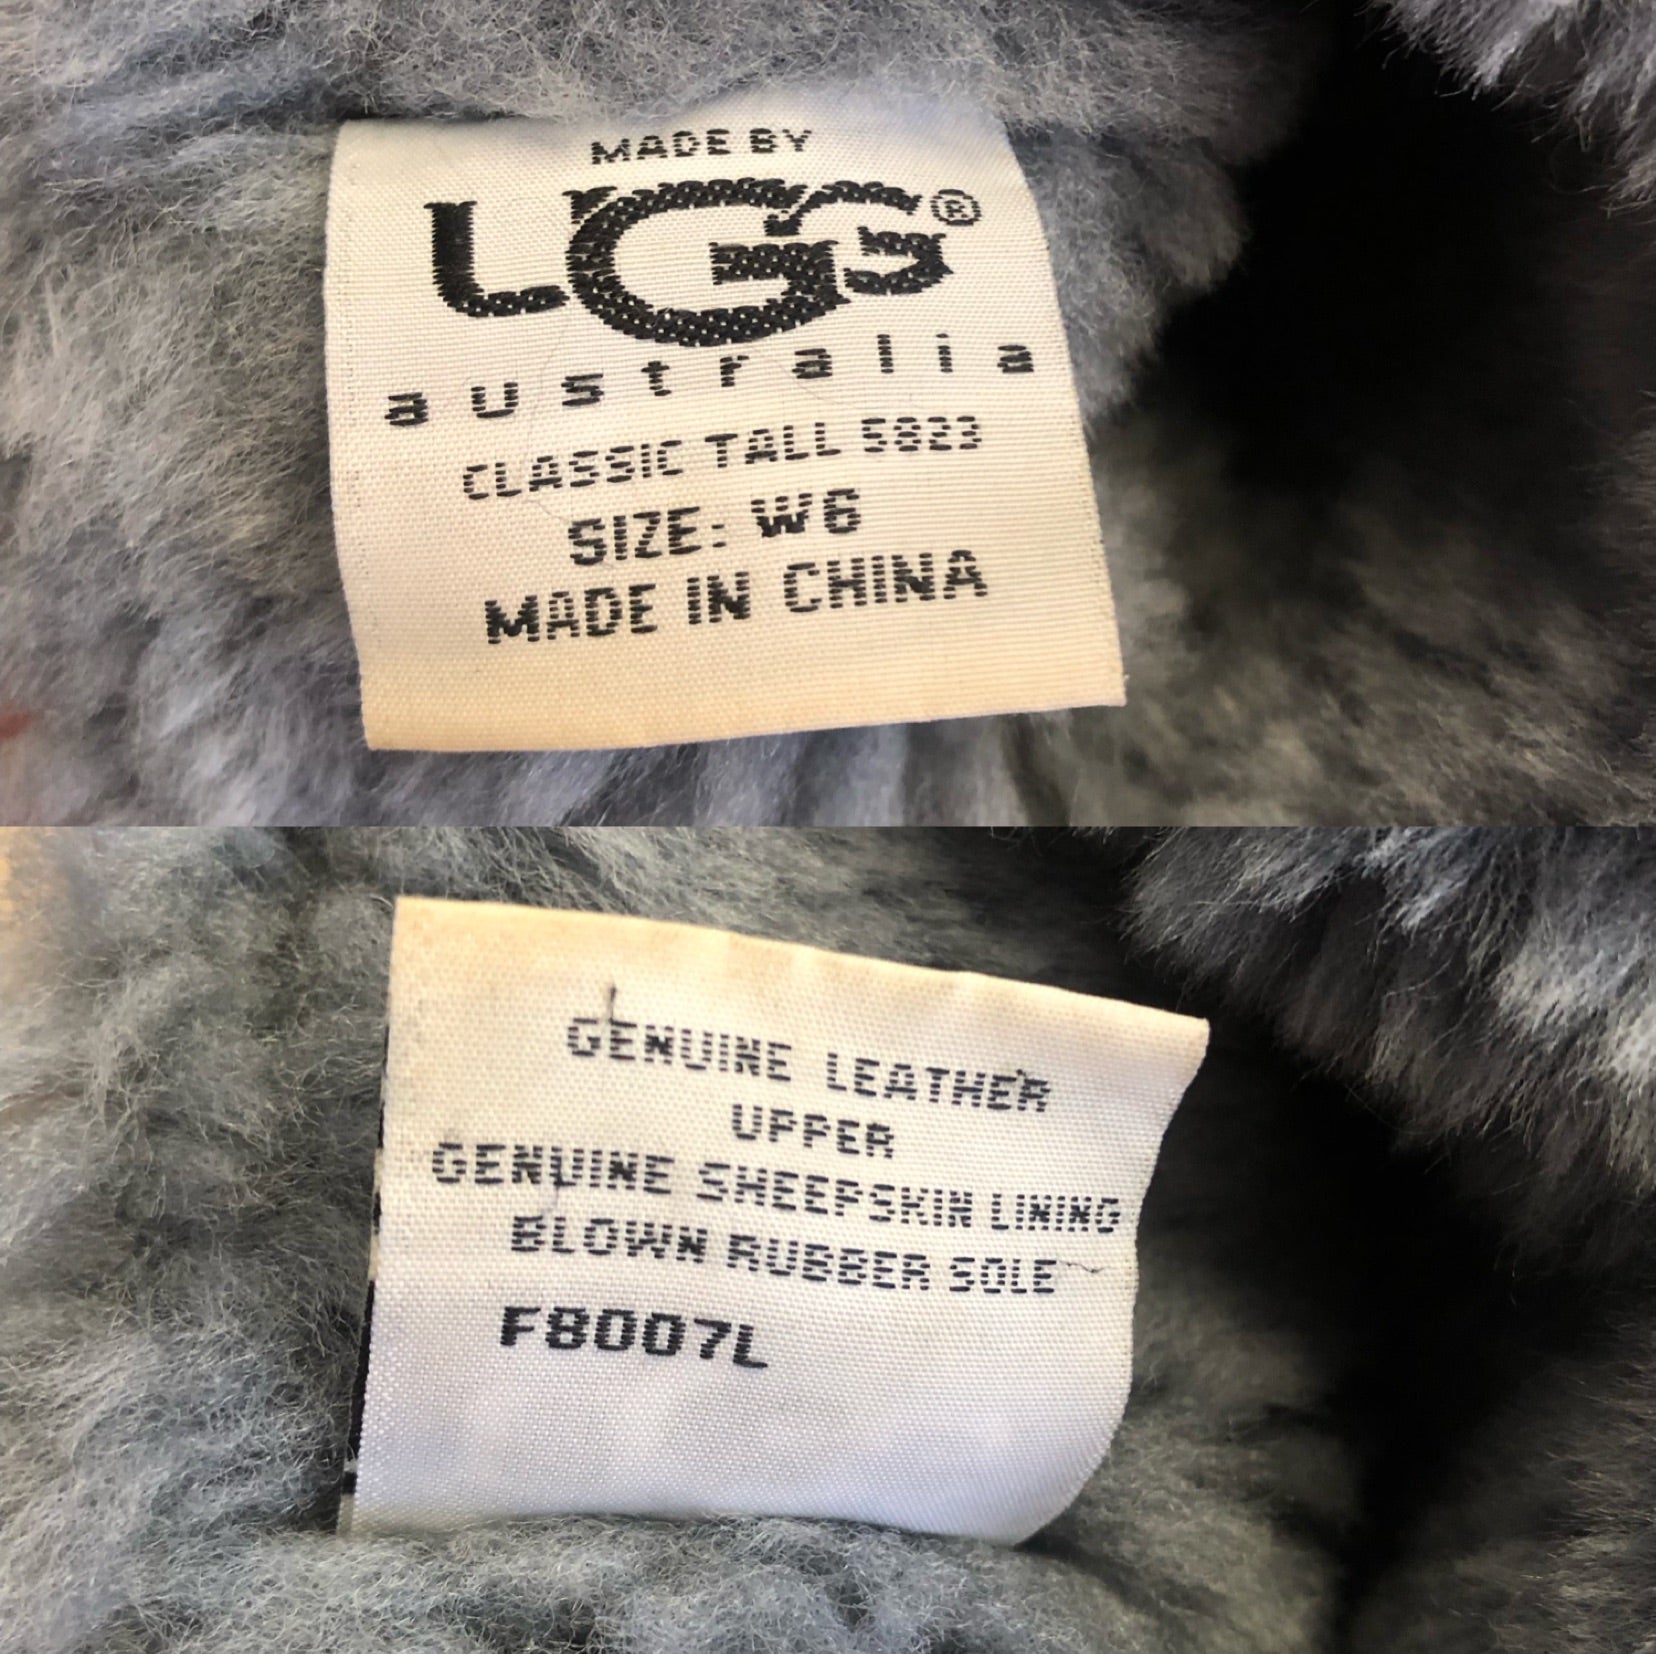 MADE BY
UGG®
australia
CLASSIC TALL 5823
SIZE: W6
MADE IN CHINA
GENUINE LEATHER
UPPER
GENUINE SHEEPSKIN LINING
BLOWN RUBBER SOLE
F8007L